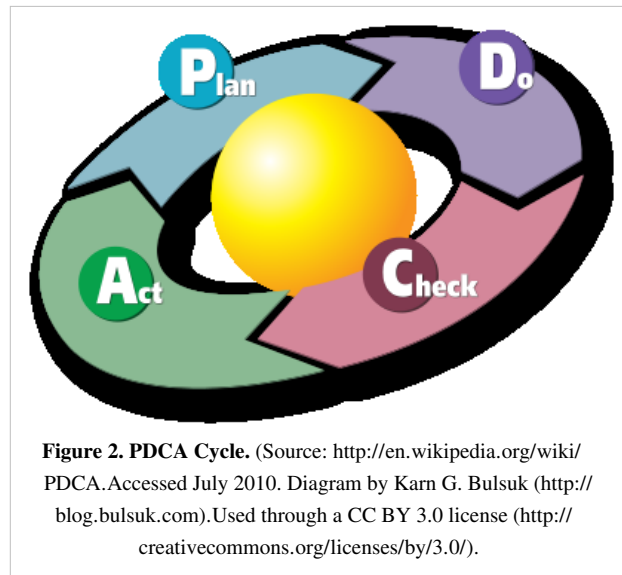 Plan
Do
Act
Check
Figure 2. PDCA Cycle. (Source: http://en.wikipedia.org/wiki/
PDCA.Accessed July 2010. Diagram by Karn G. Bulsuk (http://
blog.bulsuk.com).Used through a CC BY 3.0 license (http://
creativecommons.org/licenses/by/3.0/).